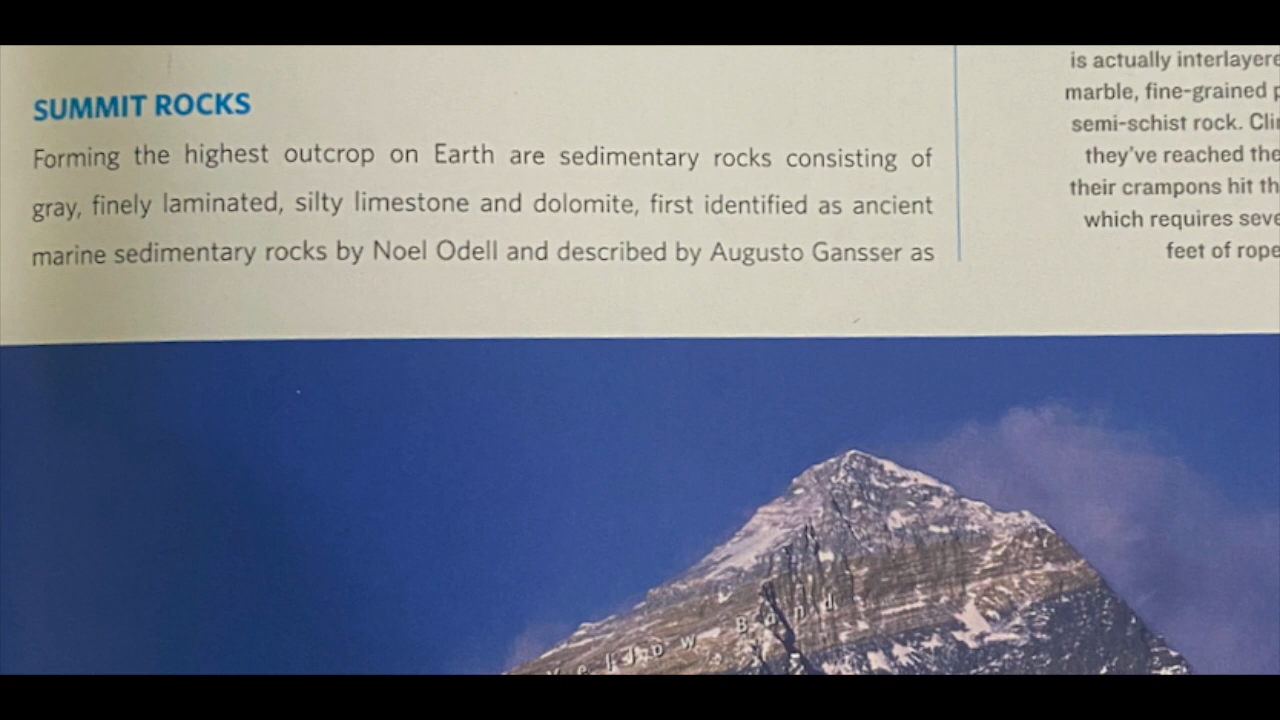 SUMMIT ROCKS
Forming the highest outcrop on Earth are sedimentary rocks consisting of
gray, finely laminated, silty limestone and dolomite, first identified as ancient
marine sedimentary rocks by Noel Odell and described by Augusto Gansser as
is actually interlayere
marble, fine-grained p
semi-schist rock. Cli
they've reached the
their crampons hit th
which requires seve
feet of rope
Yellow Band